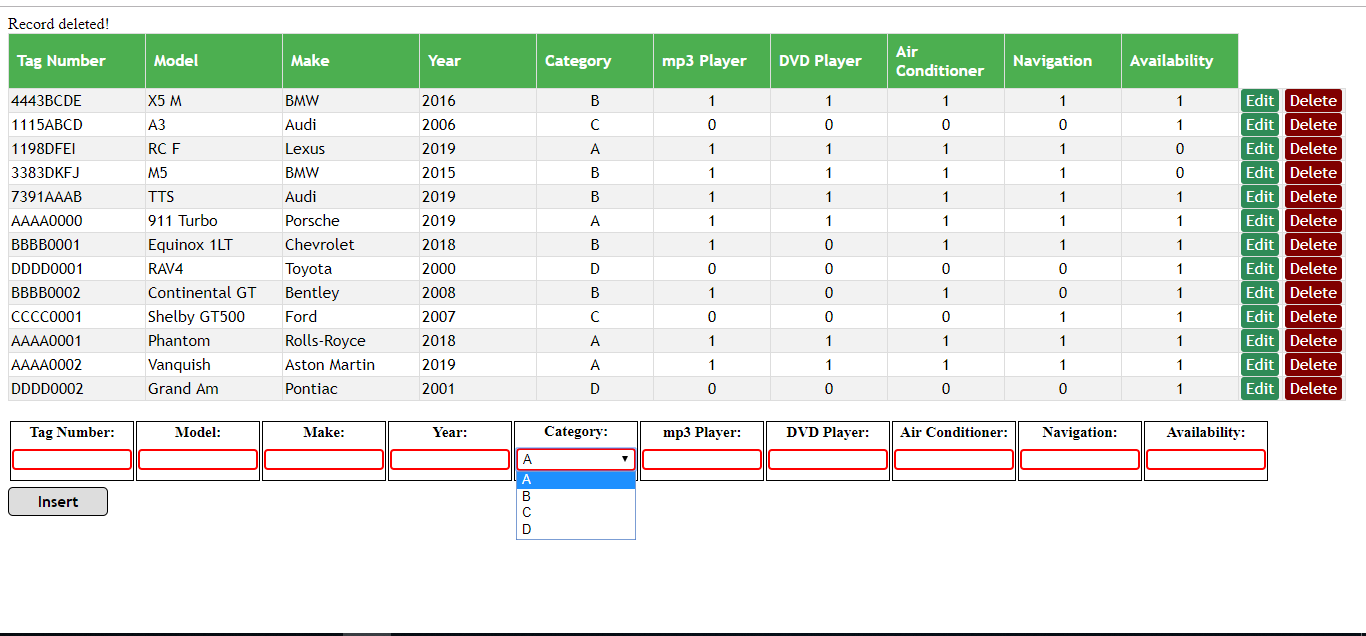 Record deleted!
Tag Number Model Make Year Category mp3 Player DVD Player Air Conditioner Navigation Availability
4443BCDE X5 M BMW 2016 B 1 1 1 1 1 Edit Delete
1115ABCD A3 Audi 2006 C 0 0 0 0 1 Edit Delete
1198DFEI RC F Lexus 2019 A 1 1 1 1 0 Edit Delete
3383DKFJ M5 BMW 2015 B 1 1 1 1 0 Edit Delete
7391AAAB TTS Audi 2019 B 1 1 1 1 1 Edit Delete
AAAA0000 911 Turbo Porsche 2019 A 1 1 1 1 1 Edit Delete
BBBB0001 Equinox 1LT Chevrolet 2018 B 1 0 1 1 1 Edit Delete
DDDD0001 RAV4 Toyota 2000 D 0 0 0 0 1 Edit Delete
BBBB0002 Continental GT Bentley 2008 B 1 0 1 0 1 Edit Delete
CCCC0001 Shelby GT500 Ford 2007 C 0 0 0 1 1 Edit Delete
AAAA0001 Phantom Rolls-Royce 2018 A 1 1 1 1 1 Edit Delete
AAAA0002 Vanquish Aston Martin 2019 A 1 1 1 1 1 Edit Delete
DDDD0002 Grand Am Pontiac 2001 D 0 0 0 0 1 Edit Delete
Tag Number: Model: Make: Year: Category: mp3 Player: DVD Player: Air Conditioner: Navigation: Availability:
A
A
B
C
D
Insert